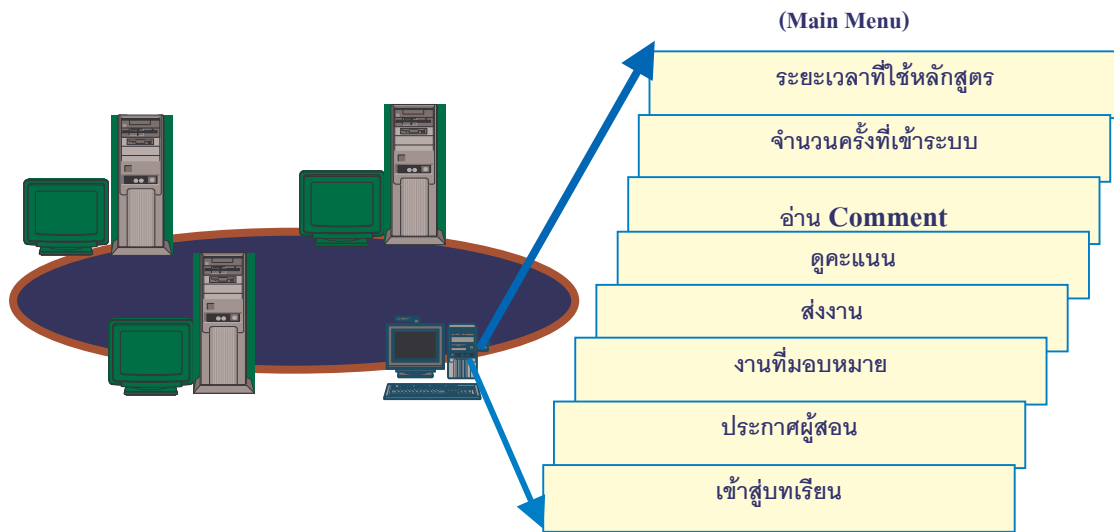 (Main Menu)
ระยะเวลาที่ใช้หลักสูตร
จำนวนครั้งที่เข้าระบบ
อ่าน Comment
ดูคะแนน
ส่งงาน
งานที่มอบหมาย
ประกาศผู้สอน
เข้าสู่บทเรียน